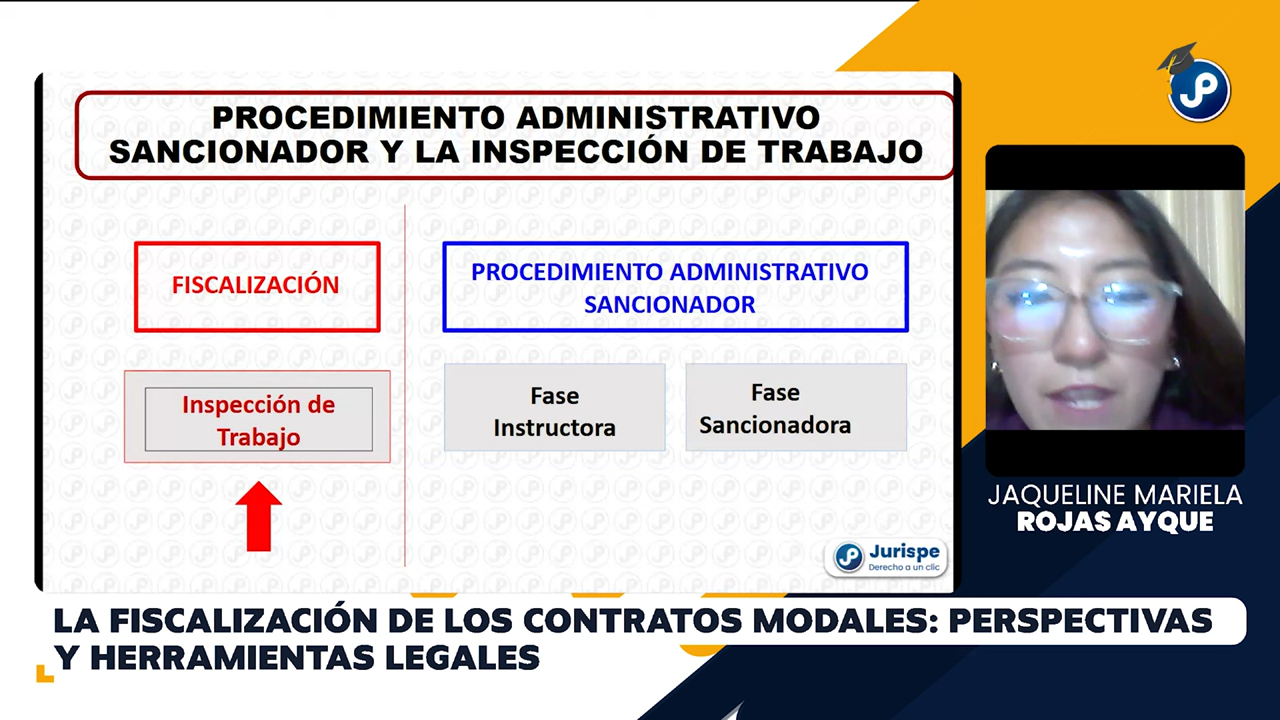 PROCEDIMIENTO ADMINISTRATIVO
SANCIONADOR Y LA INSPECCIÓN DE TRABAJO
FISCALIZACIÓN
PROCEDIMIENTO ADMINISTRATIVO
SANCIONADOR
Inspección de
Trabajo
Fase
Instructora
Fase
Sancionadora
Jurispe
Derecho a un clic
JP
JAQUELINE MARIELA
ROJAS AYQUE
LA FISCALIZACIÓN DE LOS CONTRATOS MODALES: PERSPECTIVAS
Y HERRAMIENTAS LEGALES